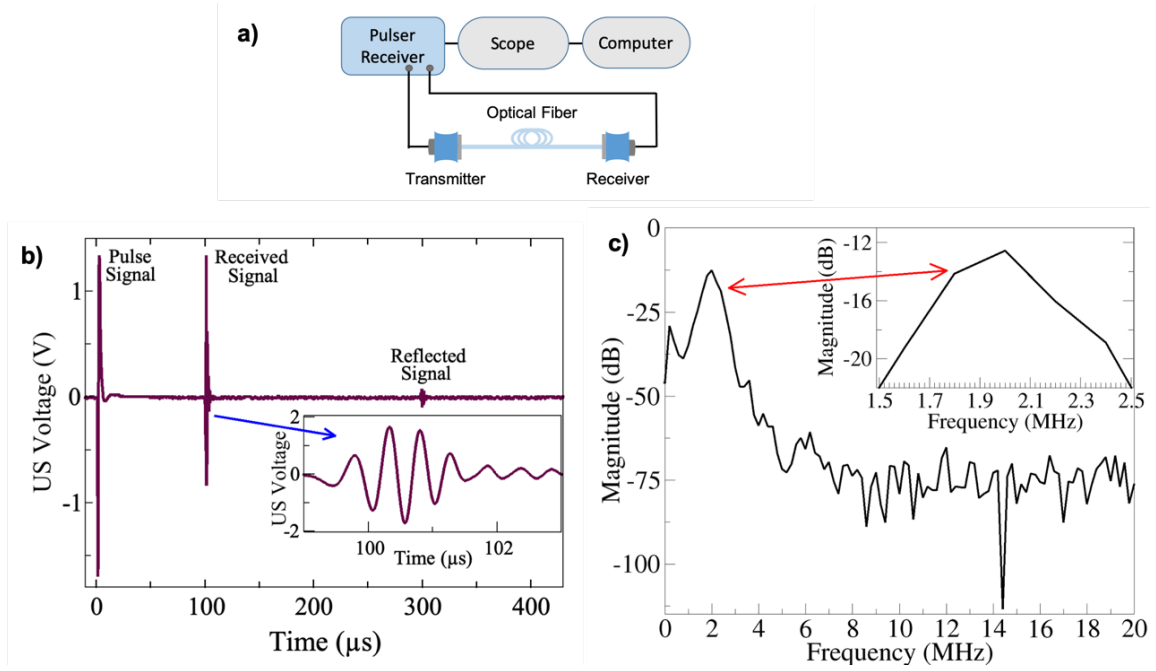 a)
Pulser
Receiver
Scope
Computer
Optical Fiber
Transmitter
Receiver
b)
Pulse
Signal
Received
Signal
Reflected
Signal
US Voltage (V)
1
0
-1
0
100
200
300
400
Time (µs)
US Voltage
2
0
-2
100
102
Time (µs)
c)
Magnitude (dB)
0
-25
-50
-75
-100
0
2
4
6
8
10
12
14
16
18
20
Frequency (MHz)
Magnitude (dB)
-12
-16
-20
1.5
1.7
1.9
2.1
2.3
2.5
Frequency (MHz)